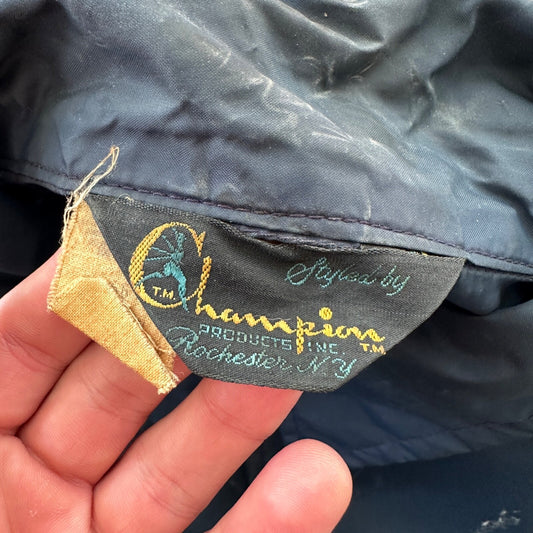 Styled by
Champion
T.M.
T.M.
PRODUCTS INC.
Rochester N.Y